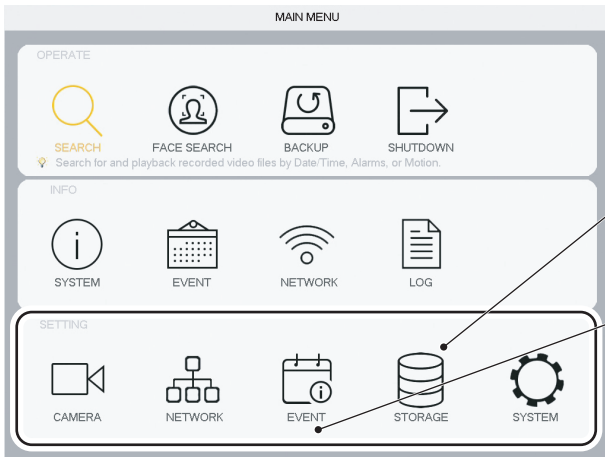 MAIN MENU
OPERATE
SEARCH FACE SEARCH BACKUP SHUTDOWN
Search for and playback recorded video files by Date/Time, Alarms, or Motion.
INFO
SYSTEM EVENT NETWORK LOG
SETTING
CAMERA NETWORK EVENT STORAGE SYSTEM